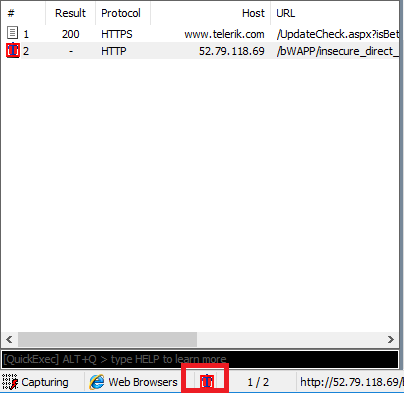 # Result Protocol Host URL
1 200 HTTPS www.telerik.com /UpdateCheck.aspx?isBet
2 - HTTP 52.79.118.69 /bWAPP/insecure_direct_
[QuickExec] ALT+Q > type HELP to learn more
Capturing Web Browsers 1 / 2 http://52.79.118.69/